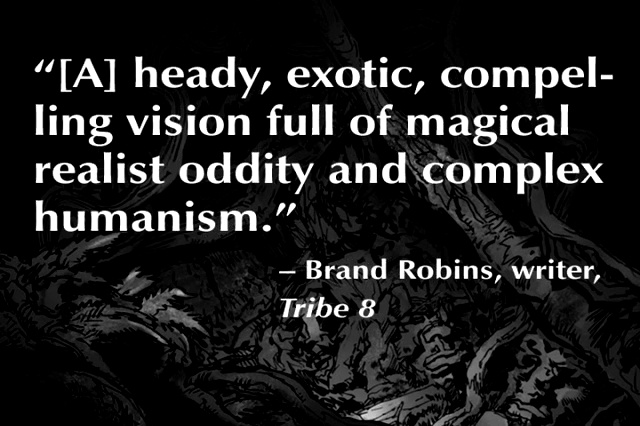 “[A] heady, exotic, compel-
ling vision full of magical
realist oddity and complex
humanism.”
– Brand Robins, writer,
Tribe 8